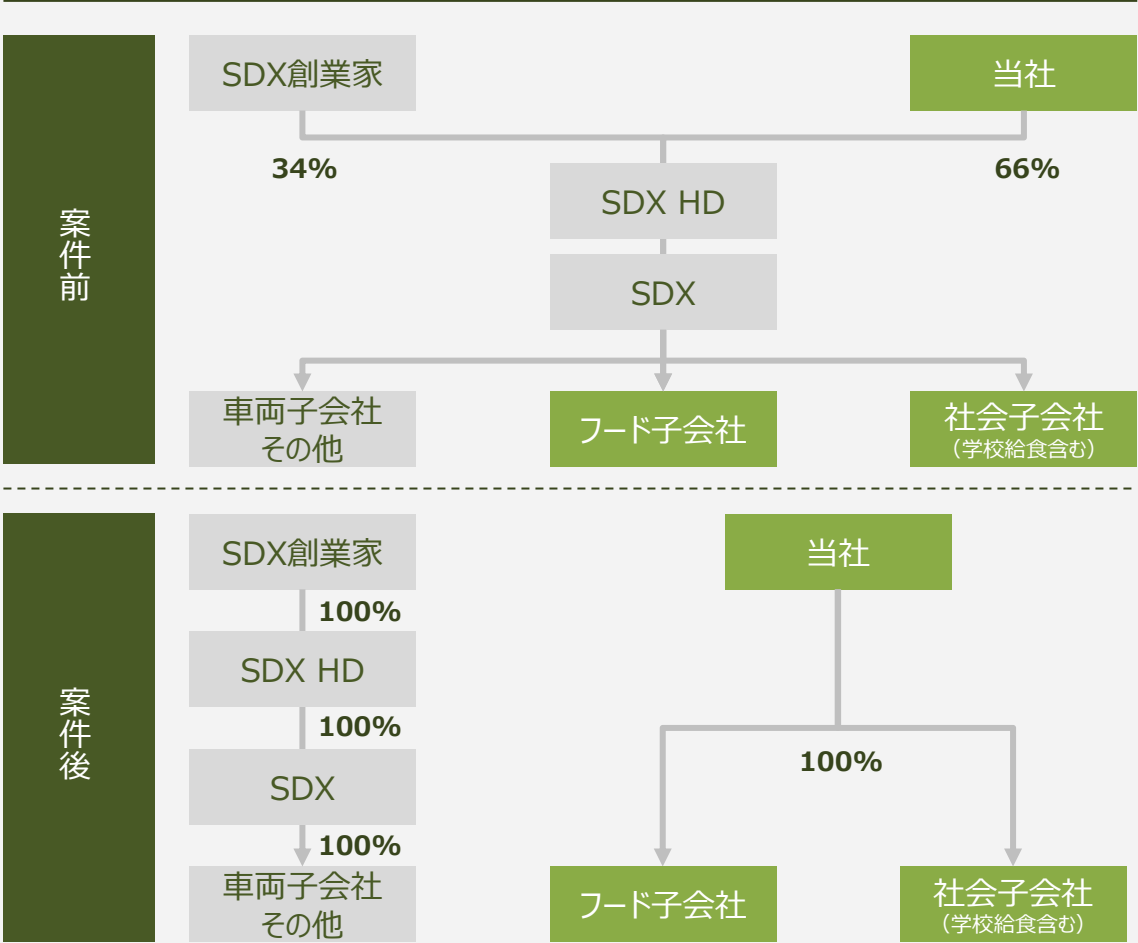 案件前
SDX創業家
当社
34%
66%
SDX HD
SDX
車両子会社
その他
フード子会社
社会子会社
（学校給食含む）
案件後
SDX創業家
当社
100%
SDX HD
100%
SDX
100%
100%
車両子会社
その他
フード子会社
社会子会社
（学校給食含む）